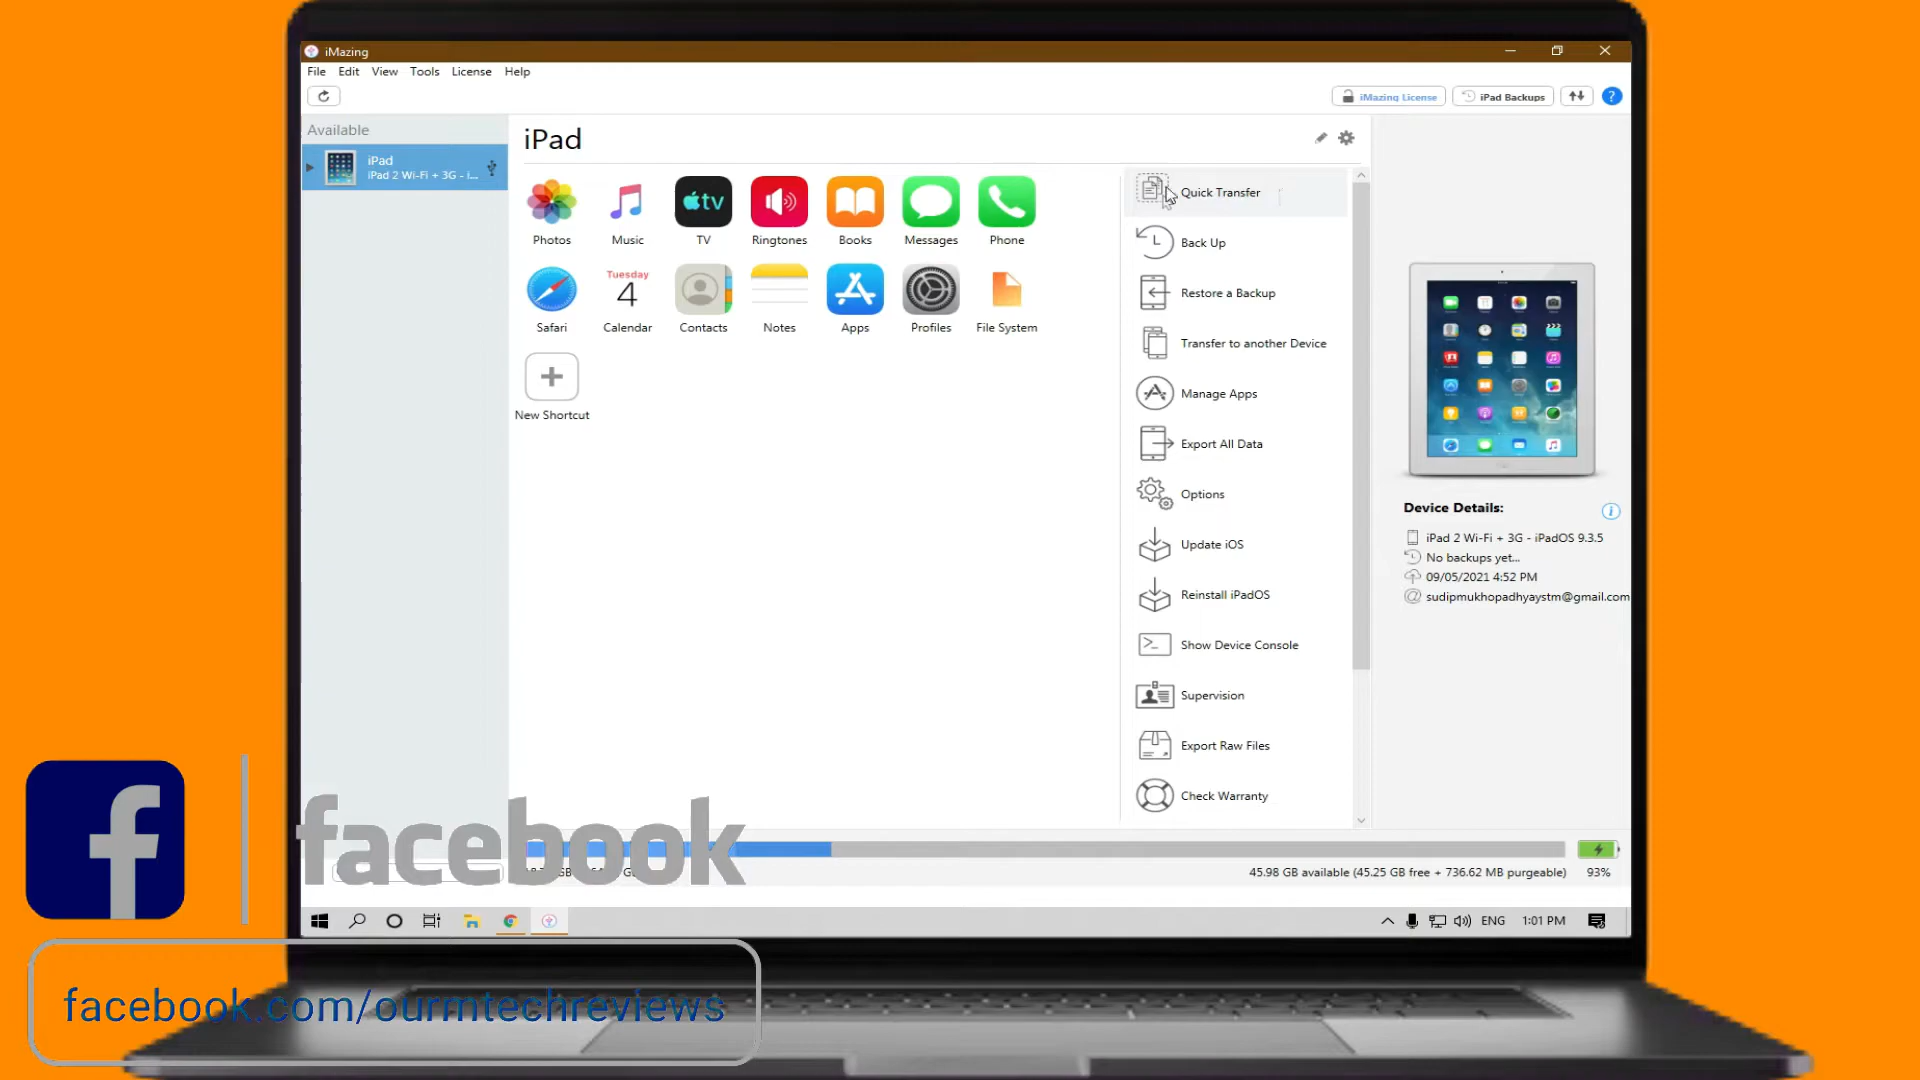 iMazing
File Edit View Tools License Help
iMazing License
iPad Backups
?
Available
iPad
iPad 2 Wi-Fi + 3G - i...
iPad
Photos
Music
tv
TV
Ringtones
Books
Messages
Phone
Safari
Tuesday
4
Calendar
Contacts
Notes
Apps
Profiles
File System
New Shortcut
Quick Transfer
Back Up
Restore a Backup
Transfer to another Device
Manage Apps
Export All Data
Options
Update iOS
Reinstall iPadOS
Show Device Console
Supervision
Export Raw Files
Check Warranty
Device Details:
iPad 2 Wi-Fi + 3G - iPadOS 9.3.5
No backups yet...
09/05/2021 4:52 PM
sudipmukhopadhyaystm@gmail.com
45.98 GB available (45.25 GB free + 736.62 MB purgeable)
93%
ENG
1:01 PM
f
facebook
facebook.com/ourmtechreviews